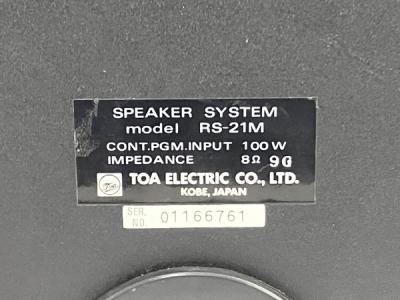 SPEAKER SYSTEM
model RS-21M
CONT.PGM.INPUT 100W
IMPEDANCE 8Ω 9G
TOA ELECTRIC CO., LTD.
KOBE, JAPAN
SER. NO. 01166761